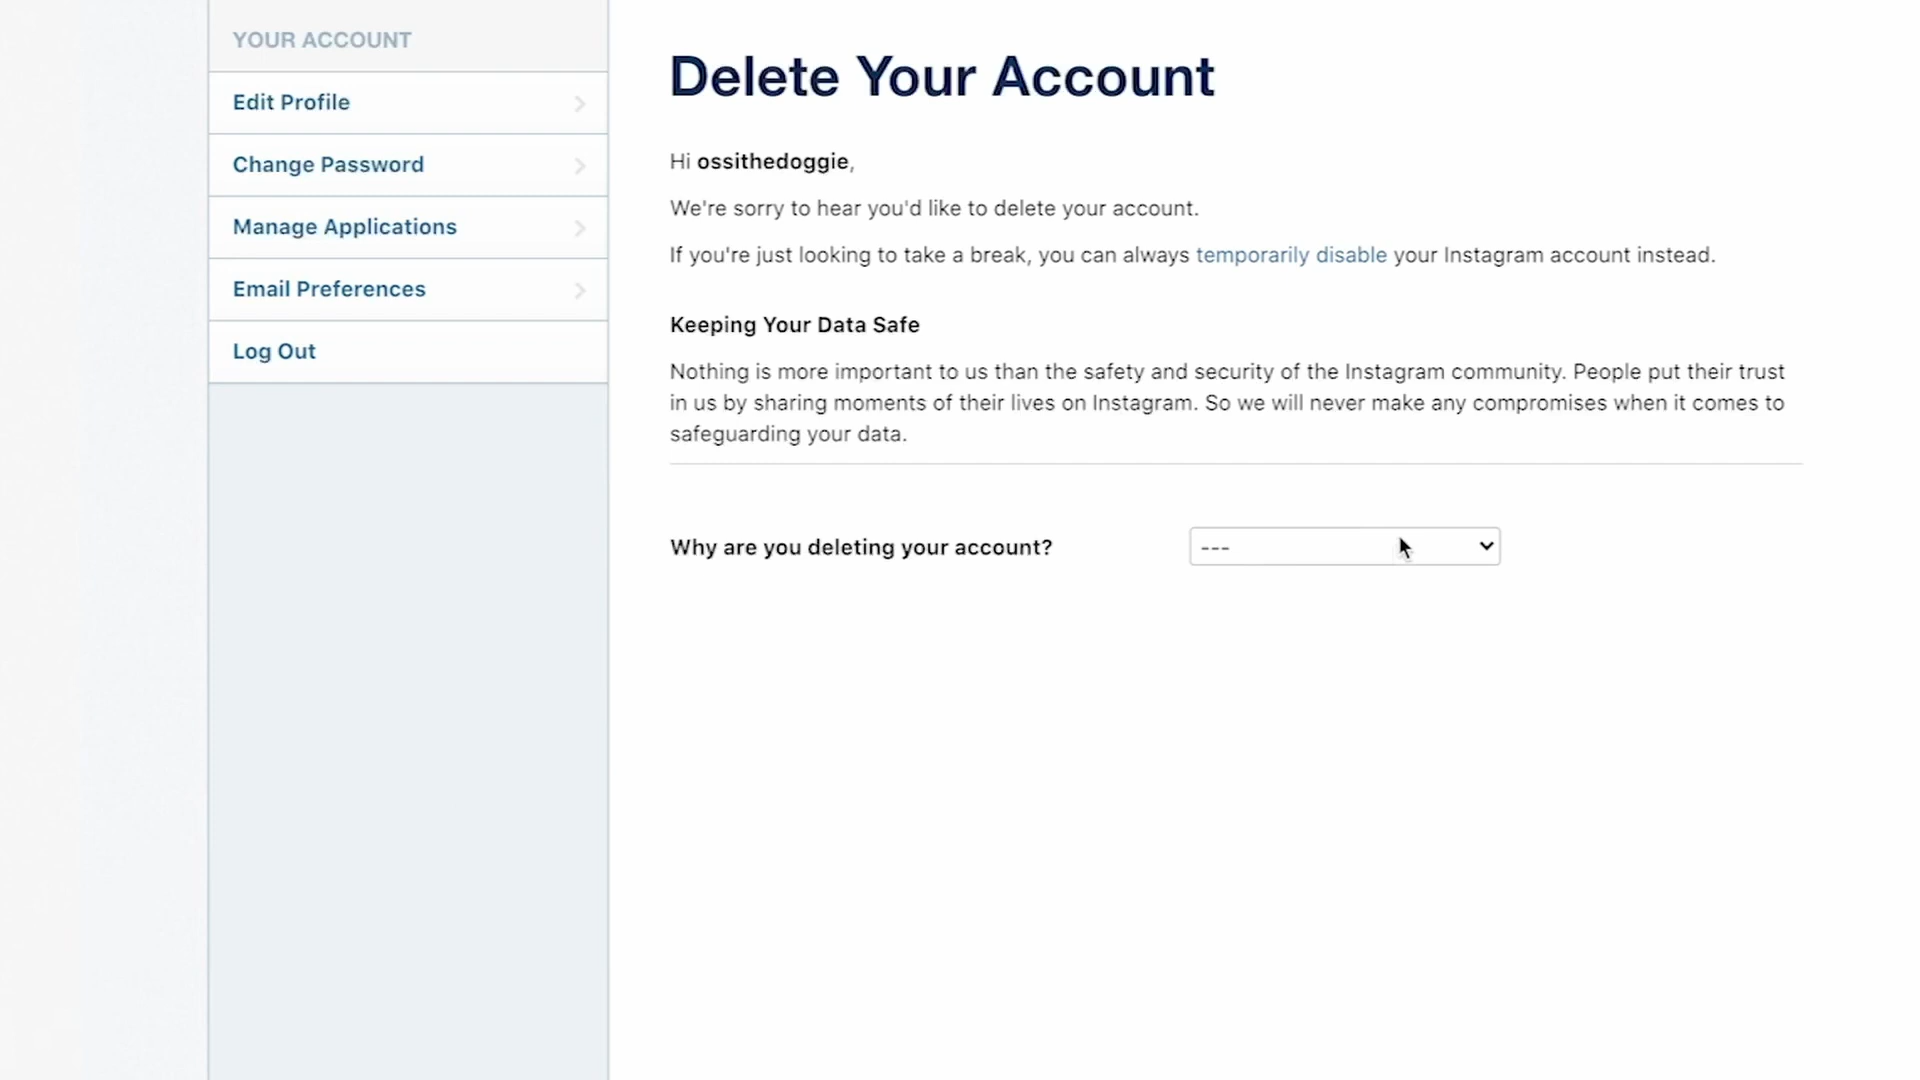 YOUR ACCOUNT
Edit Profile
Change Password
Manage Applications
Email Preferences
Log Out
Delete Your Account
Hi ossithedoggie,
We're sorry to hear you'd like to delete your account.
If you're just looking to take a break, you can always temporarily disable your Instagram account instead.
Keeping Your Data Safe
Nothing is more important to us than the safety and security of the Instagram community. People put their trust
in us by sharing moments of their lives on Instagram. So we will never make any compromises when it comes to
safeguarding your data.
Why are you deleting your account?
---